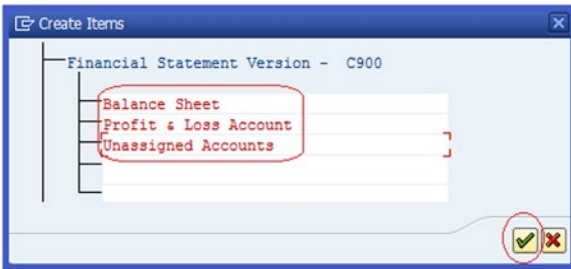 Create Items
Financial Statement Version - C900
Balance Sheet
Profit & Loss Account
Unassigned Accounts